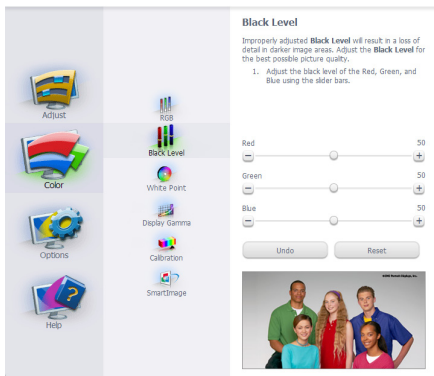 Adjust
Color
Options
Help
RGB
Black Level
White Point
Display Gamma
Calibration
SmartImage
Black Level
Improperly adjusted Black Level will result in a loss of
detail in darker image areas. Adjust the Black Level for
the best possible picture quality.
1. Adjust the black level of the Red, Green, and
Blue using the slider bars.
Red 50
Green 50
Blue 50
Undo Reset